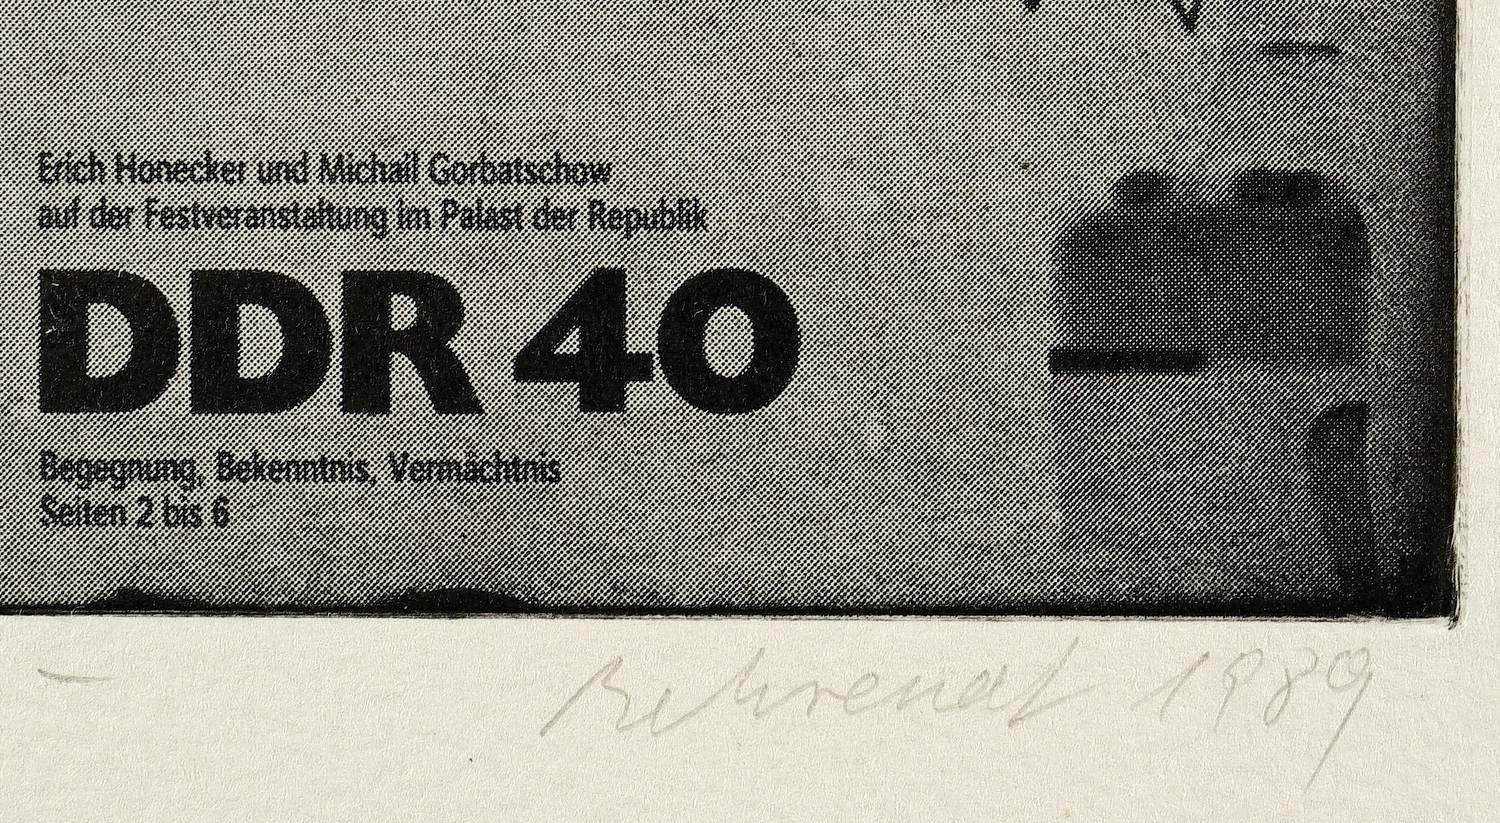 Erich Honecker und Michail Gorbatschow
auf der Festveranstaltung im Palast der Republik
DDR 40
Begegnung, Bekenntnis, Vermächtnis
Seiten 2 bis 6
Behrendt 1989